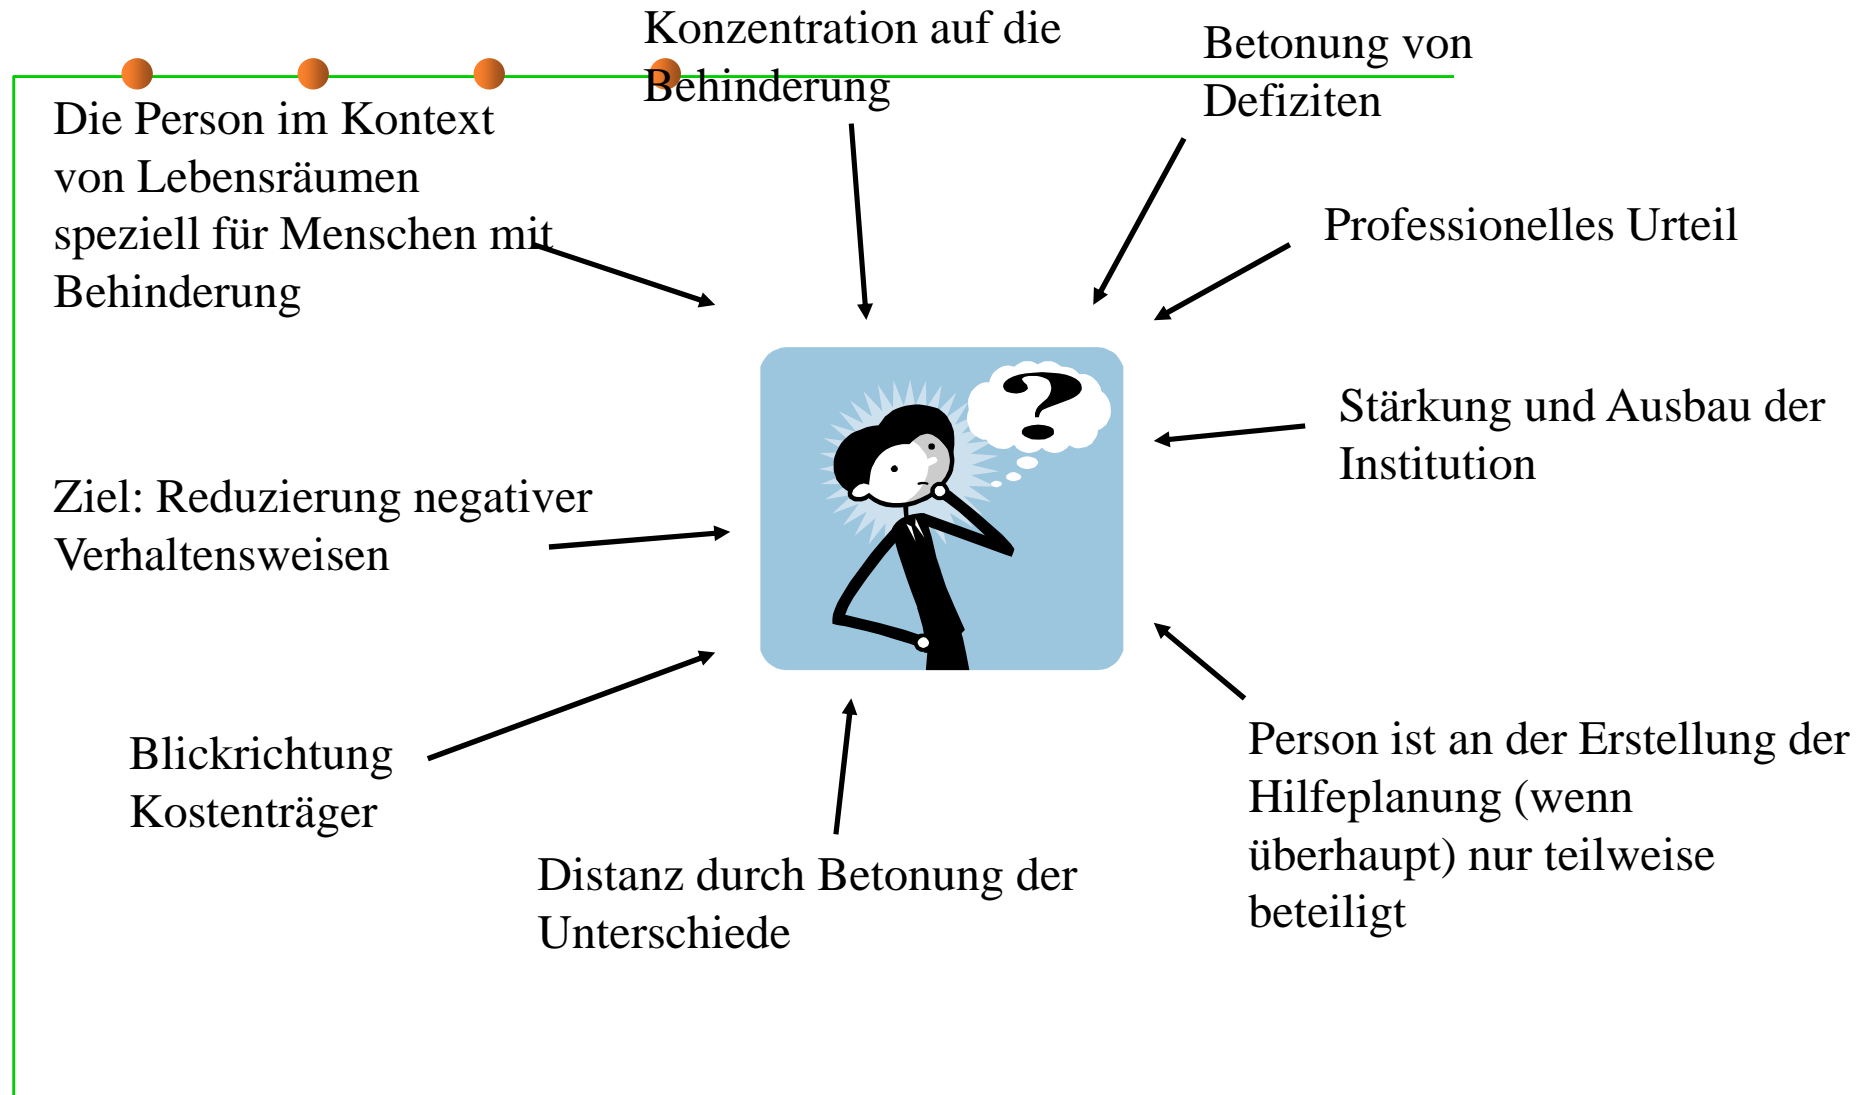 Konzentration auf die
Behinderung
Betonung von
Defiziten
Die Person im Kontext
von Lebensräumen
speziell für Menschen mit
Behinderung
Professionelles Urteil
?
Stärkung und Ausbau der
Institution
Ziel: Reduzierung negativer
Verhaltensweisen
Blickrichtung
Kostenträger
Person ist an der Erstellung der
Hilfeplanung (wenn
überhaupt) nur teilweise
beteiligt
Distanz durch Betonung der
Unterschiede